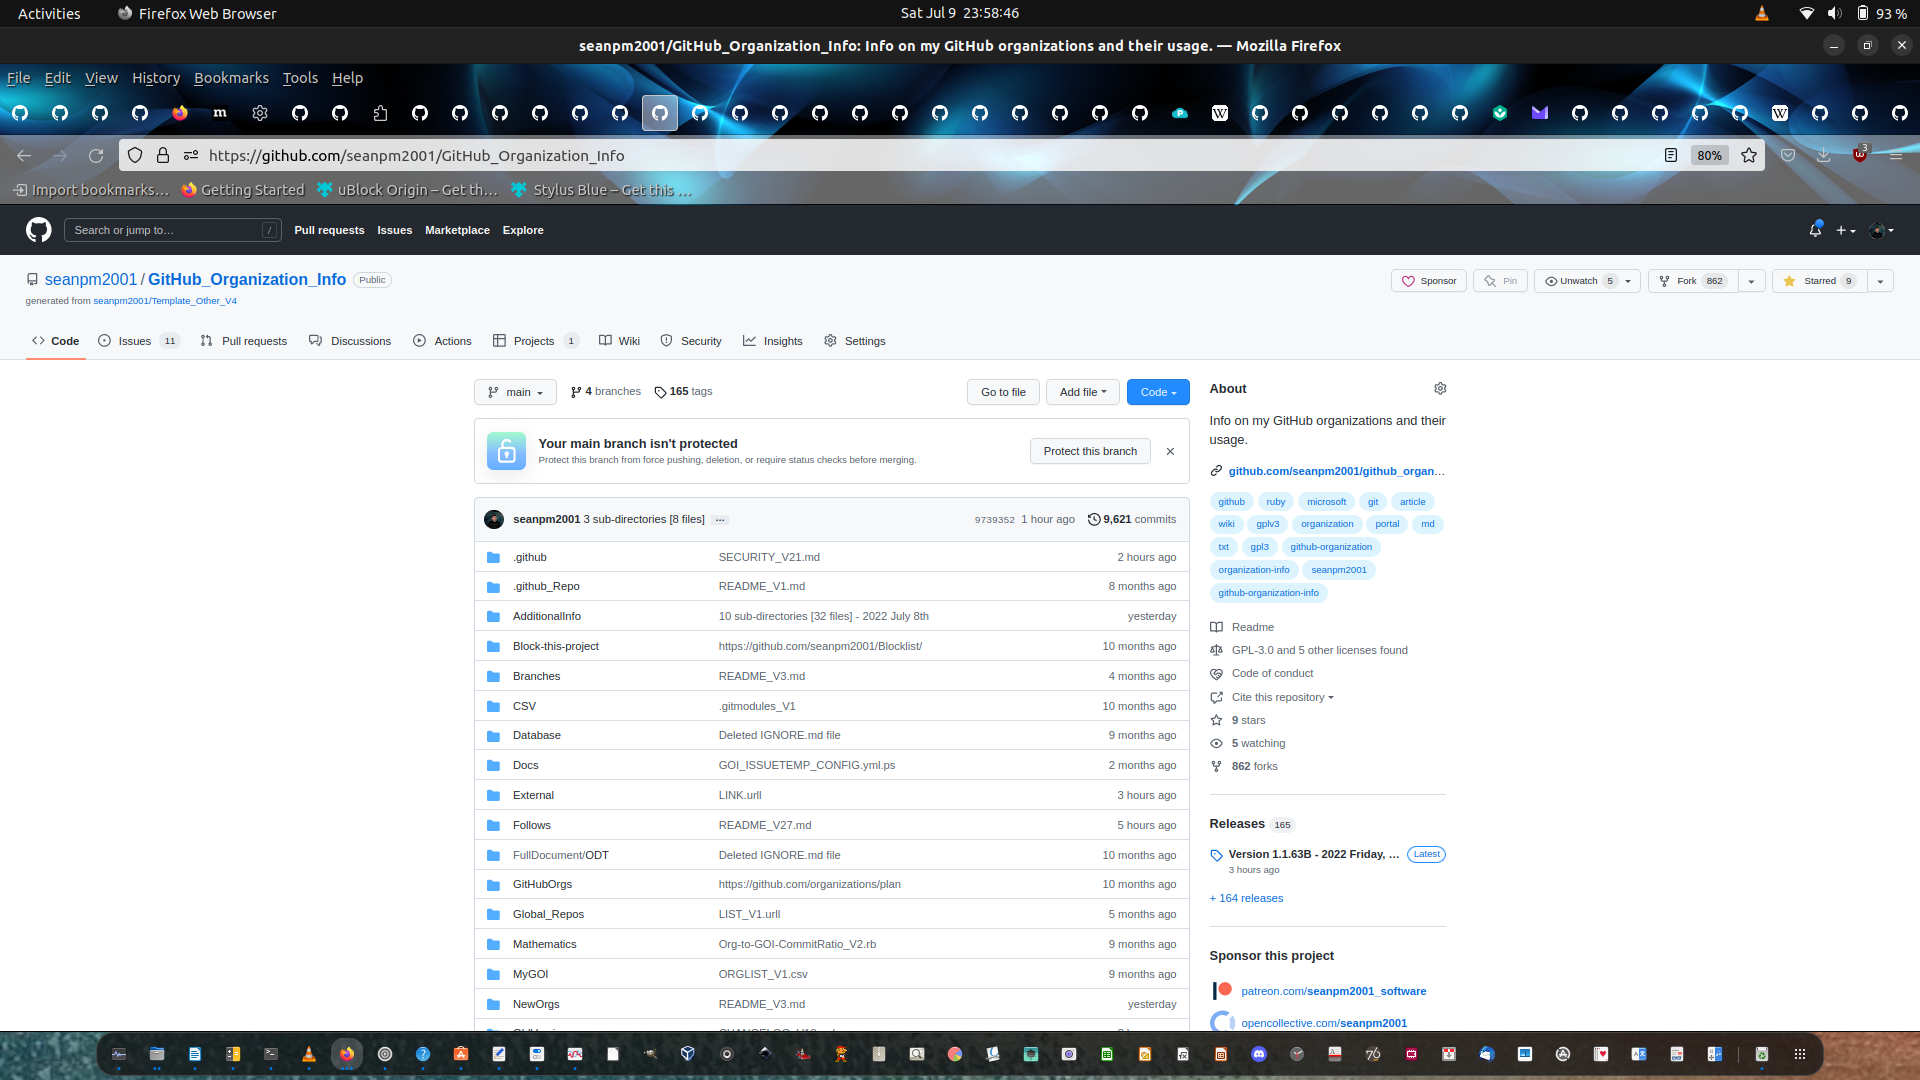 Activities
Firefox Web Browser
Sat Jul 9 23:58:46
93 %
seanpm2001/GitHub_Organization_Info: Info on my GitHub organizations and their usage. — Mozilla Firefox
File Edit View History Bookmarks Tools Help
https://github.com/seanpm2001/GitHub_Organization_Info
80%
3
Import bookmarks…
Getting Started
uBlock Origin – Get th…
Stylus Blue – Get this …
Search or jump to…
/
Pull requests Issues Marketplace Explore
seanpm2001 / GitHub_Organization_Info Public
generated from seanpm2001/Template_Other_V4
Sponsor
Pin
Unwatch 5
Fork 862
Starred 9
Code
Issues 11
Pull requests
Discussions
Actions
Projects 1
Wiki
Security
Insights
Settings
main
4 branches
165 tags
Go to file
Add file
Code
Your main branch isn't protected
Protect this branch from force pushing, deletion, or require status checks before merging.
Protect this branch
seanpm2001 3 sub-directories [8 files] ...
9739352 1 hour ago
9,621 commits
.github SECURITY_V21.md 2 hours ago
.github_Repo README_V1.md 8 months ago
AdditionalInfo 10 sub-directories [32 files] - 2022 July 8th yesterday
Block-this-project https://github.com/seanpm2001/Blocklist/ 10 months ago
Branches README_V3.md 4 months ago
CSV .gitmodules_V1 10 months ago
Database Deleted IGNORE.md file 9 months ago
Docs GOI_ISSUETEMP_CONFIG.yml.ps 2 months ago
External LINK.urll 3 hours ago
Follows README_V27.md 5 hours ago
FullDocument/ODT Deleted IGNORE.md file 10 months ago
GitHubOrgs https://github.com/organizations/plan 10 months ago
Global_Repos LIST_V1.urll 5 months ago
Mathematics Org-to-GOI-CommitRatio_V2.rb 9 months ago
MyGOI ORGLIST_V1.csv 9 months ago
NewOrgs README_V3.md yesterday
About
Info on my GitHub organizations and their
usage.
github.com/seanpm2001/github_organ…
github ruby microsoft git article
wiki gplv3 organization portal md
txt gpl3 github-organization
organization-info seanpm2001
github-organization-info
Readme
GPL-3.0 and 5 other licenses found
Code of conduct
Cite this repository
9 stars
5 watching
862 forks
Releases 165
Version 1.1.63B - 2022 Friday, … Latest
3 hours ago
+ 164 releases
Sponsor this project
patreon.com/seanpm2001_software
opencollective.com/seanpm2001